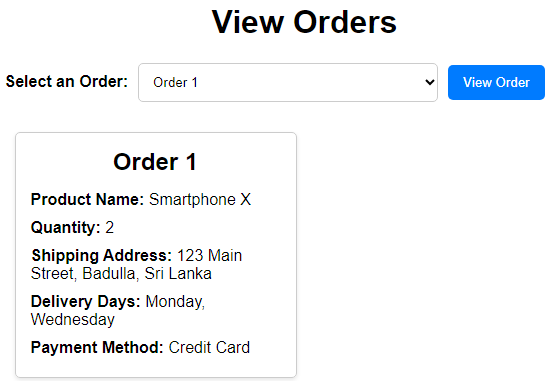 View Orders
Select an Order: Order 1 View Order
Order 1
Product Name: Smartphone X
Quantity: 2
Shipping Address: 123 Main
Street, Badulla, Sri Lanka
Delivery Days: Monday,
Wednesday
Payment Method: Credit Card